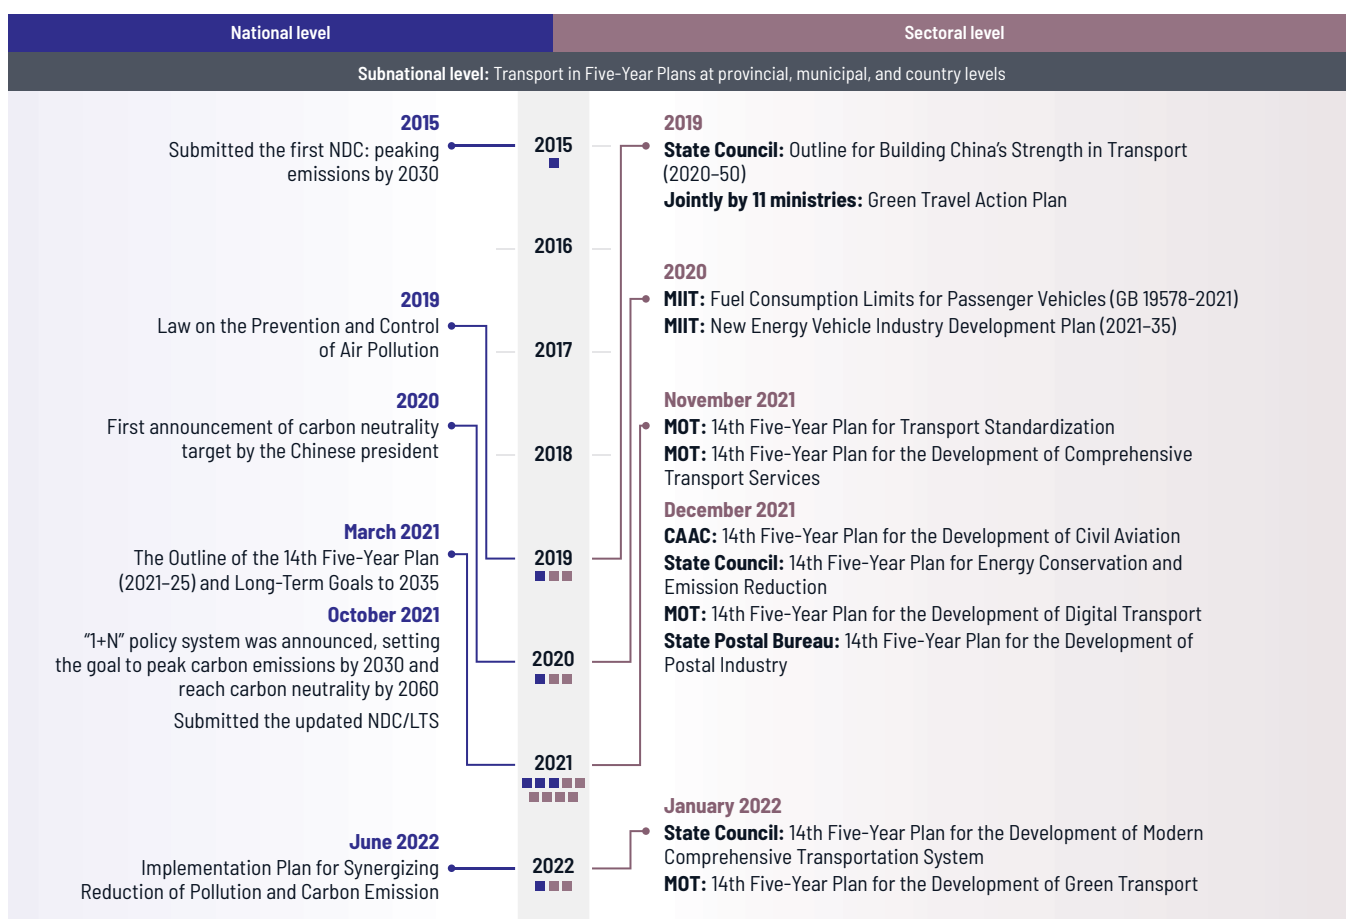 National level
Sectoral level
Subnational level: Transport in Five-Year Plans at provincial, municipal, and country levels
2015
Submitted the first NDC: peaking
emissions by 2030
2019
Law on the Prevention and Control
of Air Pollution
2020
First announcement of carbon neutrality
target by the Chinese president
March 2021
The Outline of the 14th Five-Year Plan
(2021–25) and Long-Term Goals to 2035
October 2021
“1+N” policy system was announced, setting
the goal to peak carbon emissions by 2030 and
reach carbon neutrality by 2060
Submitted the updated NDC/LTS
June 2022
Implementation Plan for Synergizing
Reduction of Pollution and Carbon Emission
2015
2016
2017
2018
2019
2020
2021
2022
2019
State Council: Outline for Building China’s Strength in Transport
(2020–50)
Jointly by 11 ministries: Green Travel Action Plan
2020
MIIT: Fuel Consumption Limits for Passenger Vehicles (GB 19578-2021)
MIIT: New Energy Vehicle Industry Development Plan (2021–35)
November 2021
MOT: 14th Five-Year Plan for Transport Standardization
MOT: 14th Five-Year Plan for the Development of Comprehensive
Transport Services
December 2021
CAAC: 14th Five-Year Plan for the Development of Civil Aviation
State Council: 14th Five-Year Plan for Energy Conservation and
Emission Reduction
MOT: 14th Five-Year Plan for the Development of Digital Transport
State Postal Bureau: 14th Five-Year Plan for the Development of
Postal Industry
January 2022
State Council: 14th Five-Year Plan for the Development of Modern
Comprehensive Transportation System
MOT: 14th Five-Year Plan for the Development of Green Transport